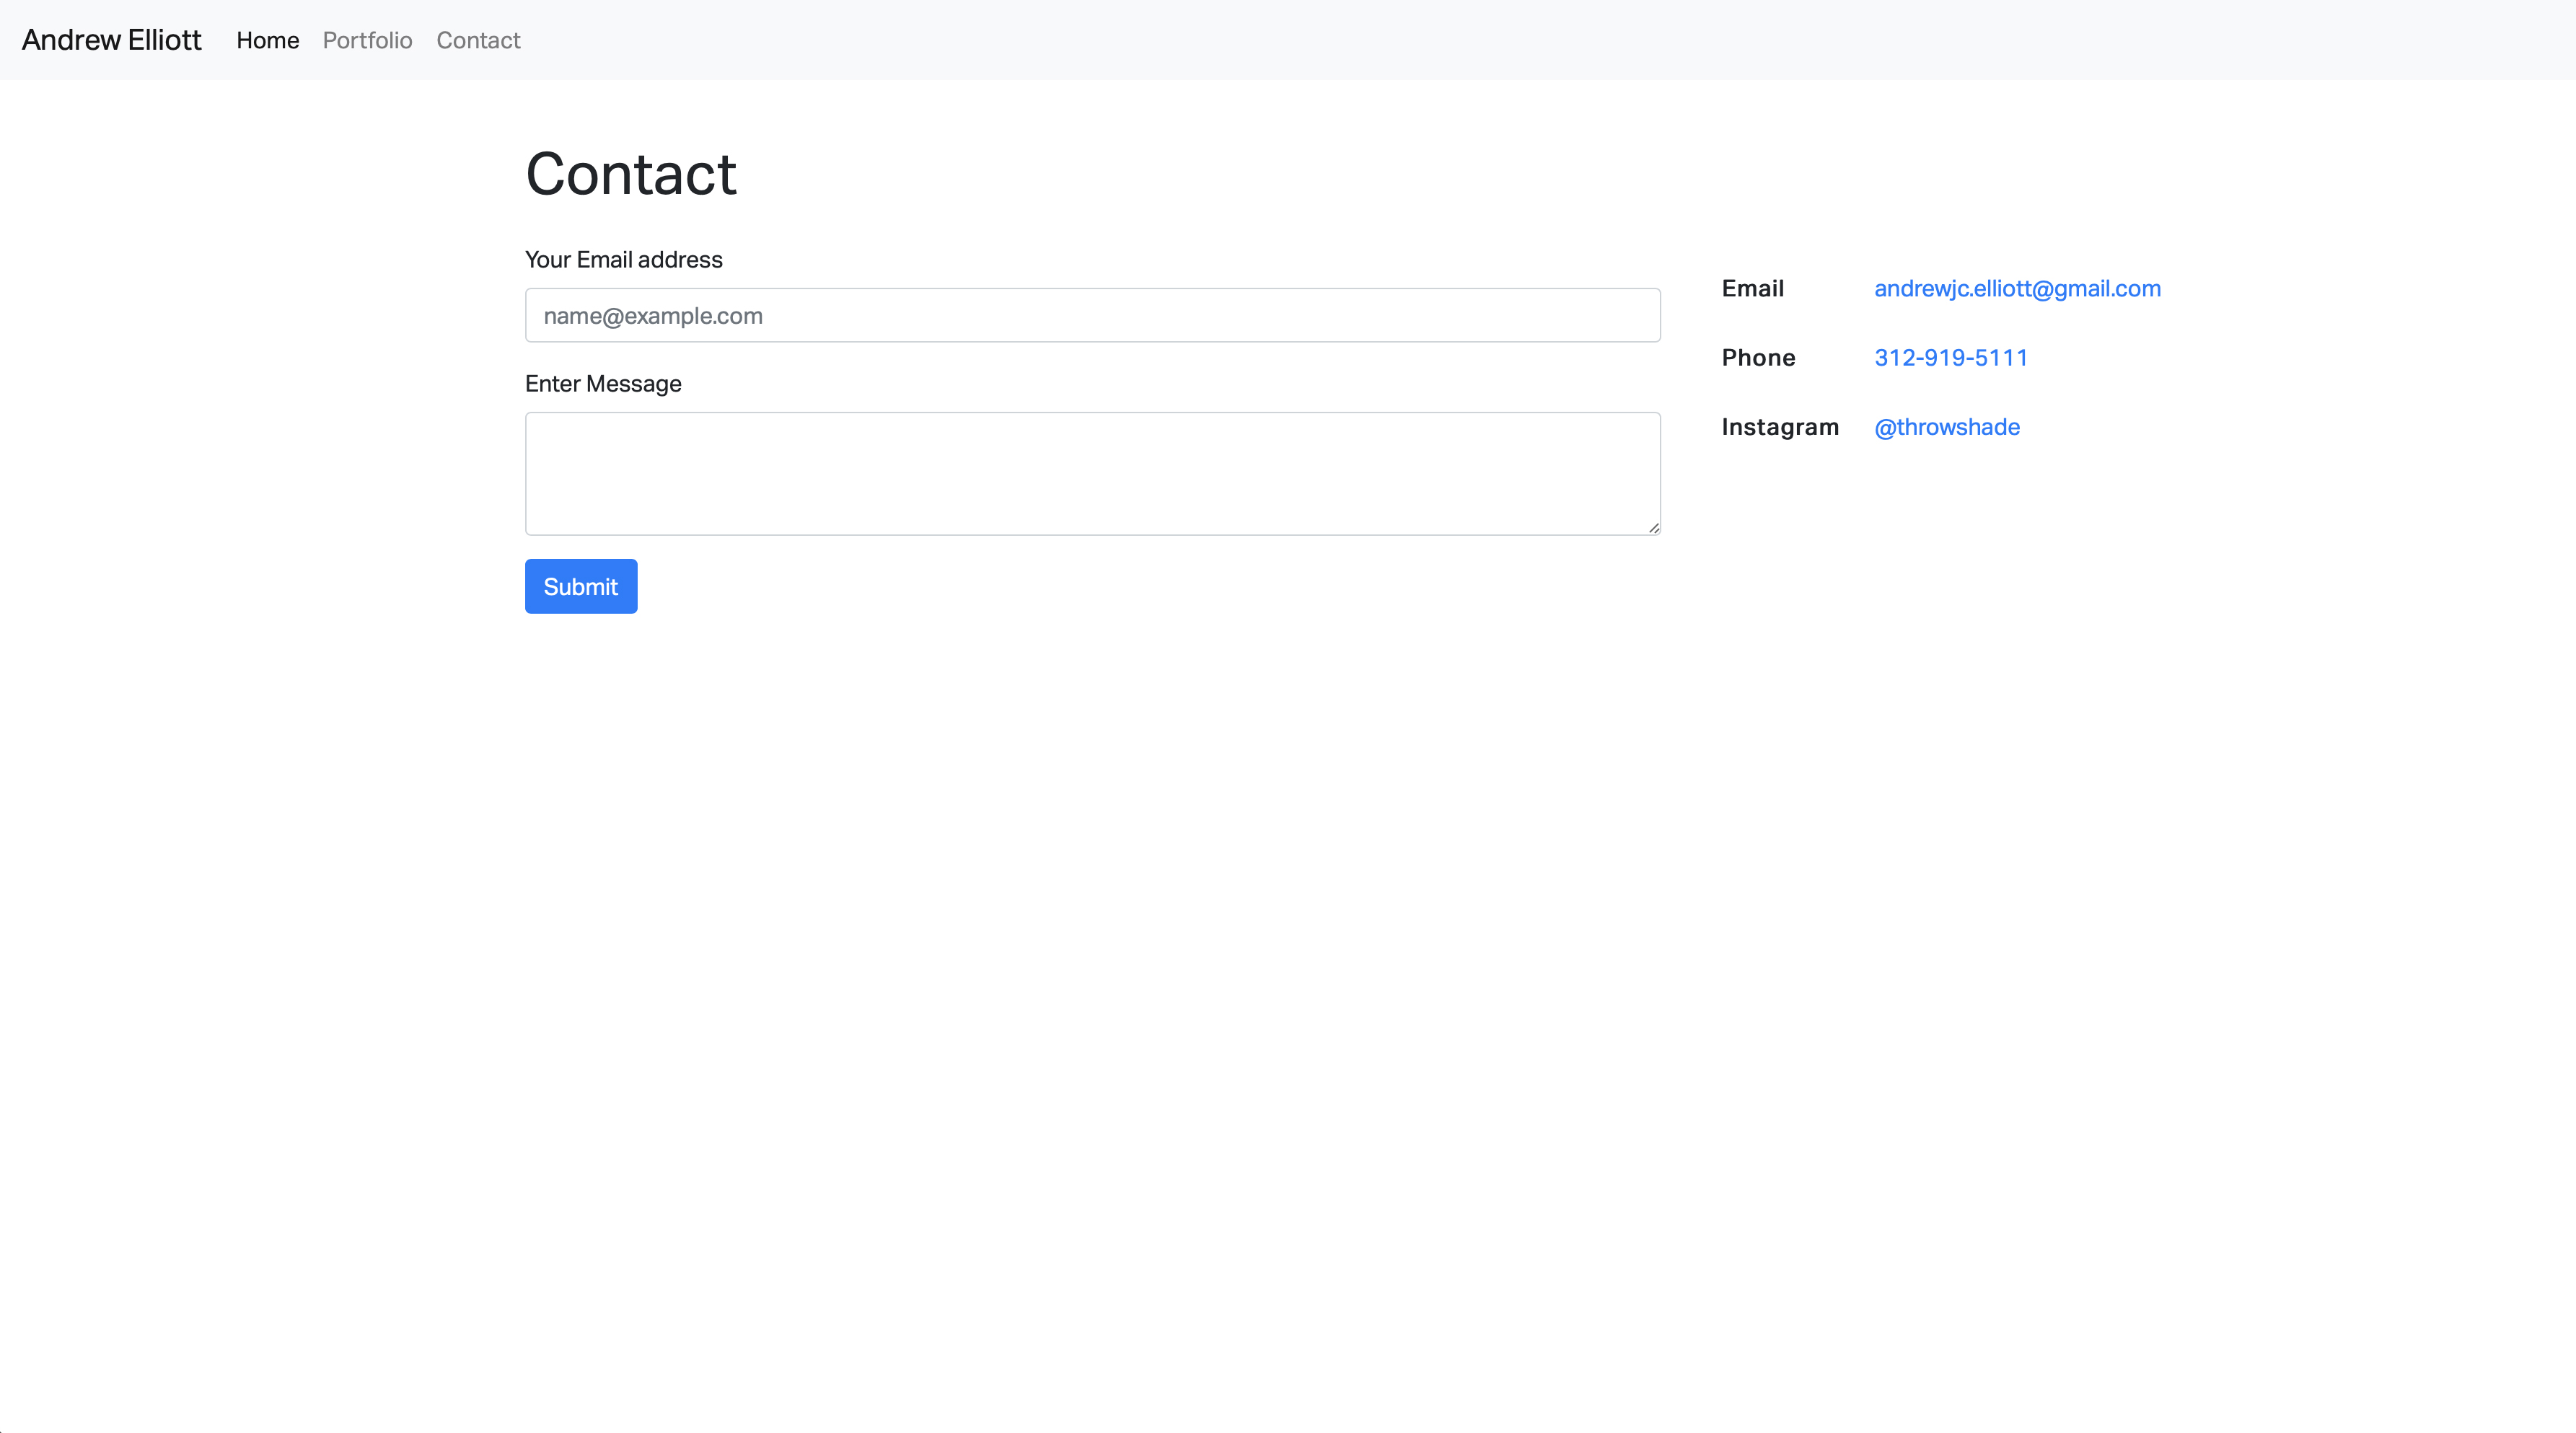 Andrew Elliott Home Portfolio Contact
Contact
Your Email address
name@example.com
Enter Message
Submit
Email andrewjc.elliott@gmail.com
Phone 312-919-5111
Instagram @throwshade